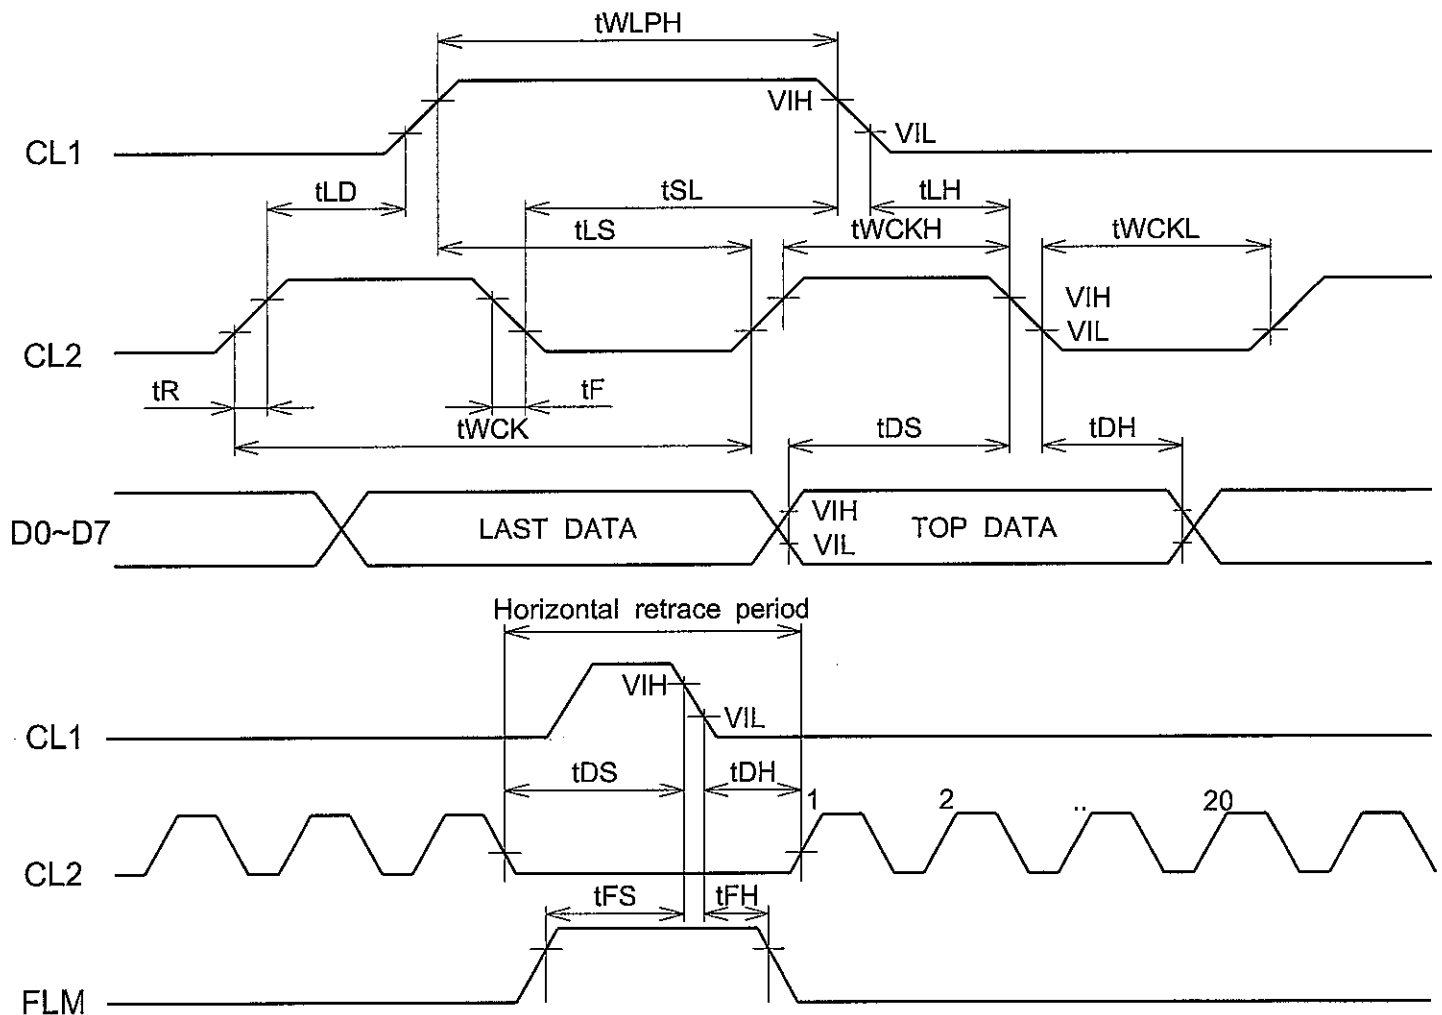 tWLPH
VIH
VIL
CL1
tLD
tSL
tLH
tLS
tWCKH
tWCKL
VIH
VIL
CL2
tR
tF
tWCK
tDS
tDH
D0~D7
LAST DATA
VIH
VIL
TOP DATA
Horizontal retrace period
VIH
VIL
CL1
tDS
tDH
1
2
..
20
CL2
tFS
tFH
FLM